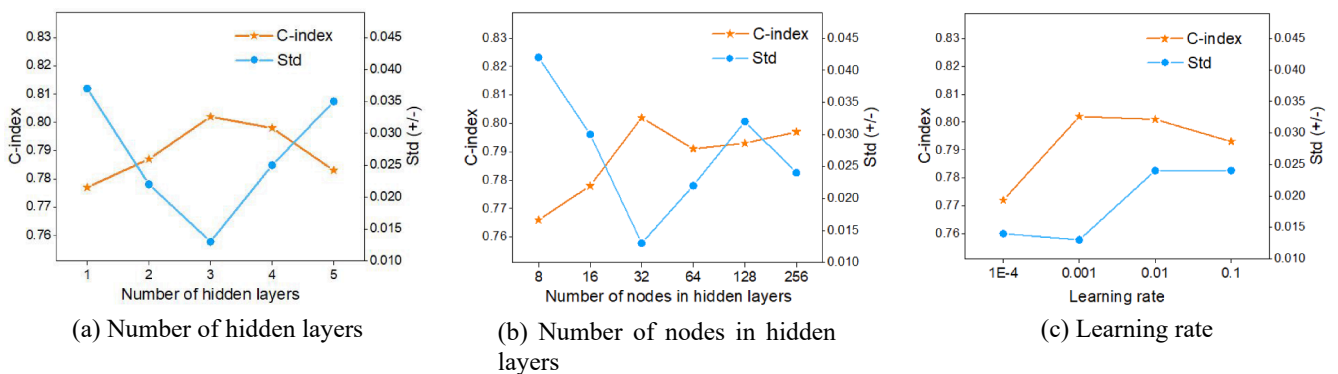 0.83
0.82
0.81
0.80
0.79
0.78
0.77
0.76
C-index
C-index
Std
0.045
0.040
0.035
0.030
0.025
0.020
0.015
0.010
Std (+/-)
1 2 3 4 5
Number of hidden layers
(a) Number of hidden layers
0.83
0.82
0.81
0.80
0.79
0.78
0.77
0.76
C-index
C-index
Std
0.045
0.040
0.035
0.030
0.025
0.020
0.015
0.010
Std (+/-)
8 16 32 64 128 256
Number of nodes in hidden layers
(b) Number of nodes in hidden
layers
0.83
0.82
0.81
0.80
0.79
0.78
0.77
0.76
C-index
C-index
Std
0.045
0.040
0.035
0.030
0.025
0.020
0.015
0.010
Std (+/-)
1E-4 0.001 0.01 0.1
Learning rate
(c) Learning rate